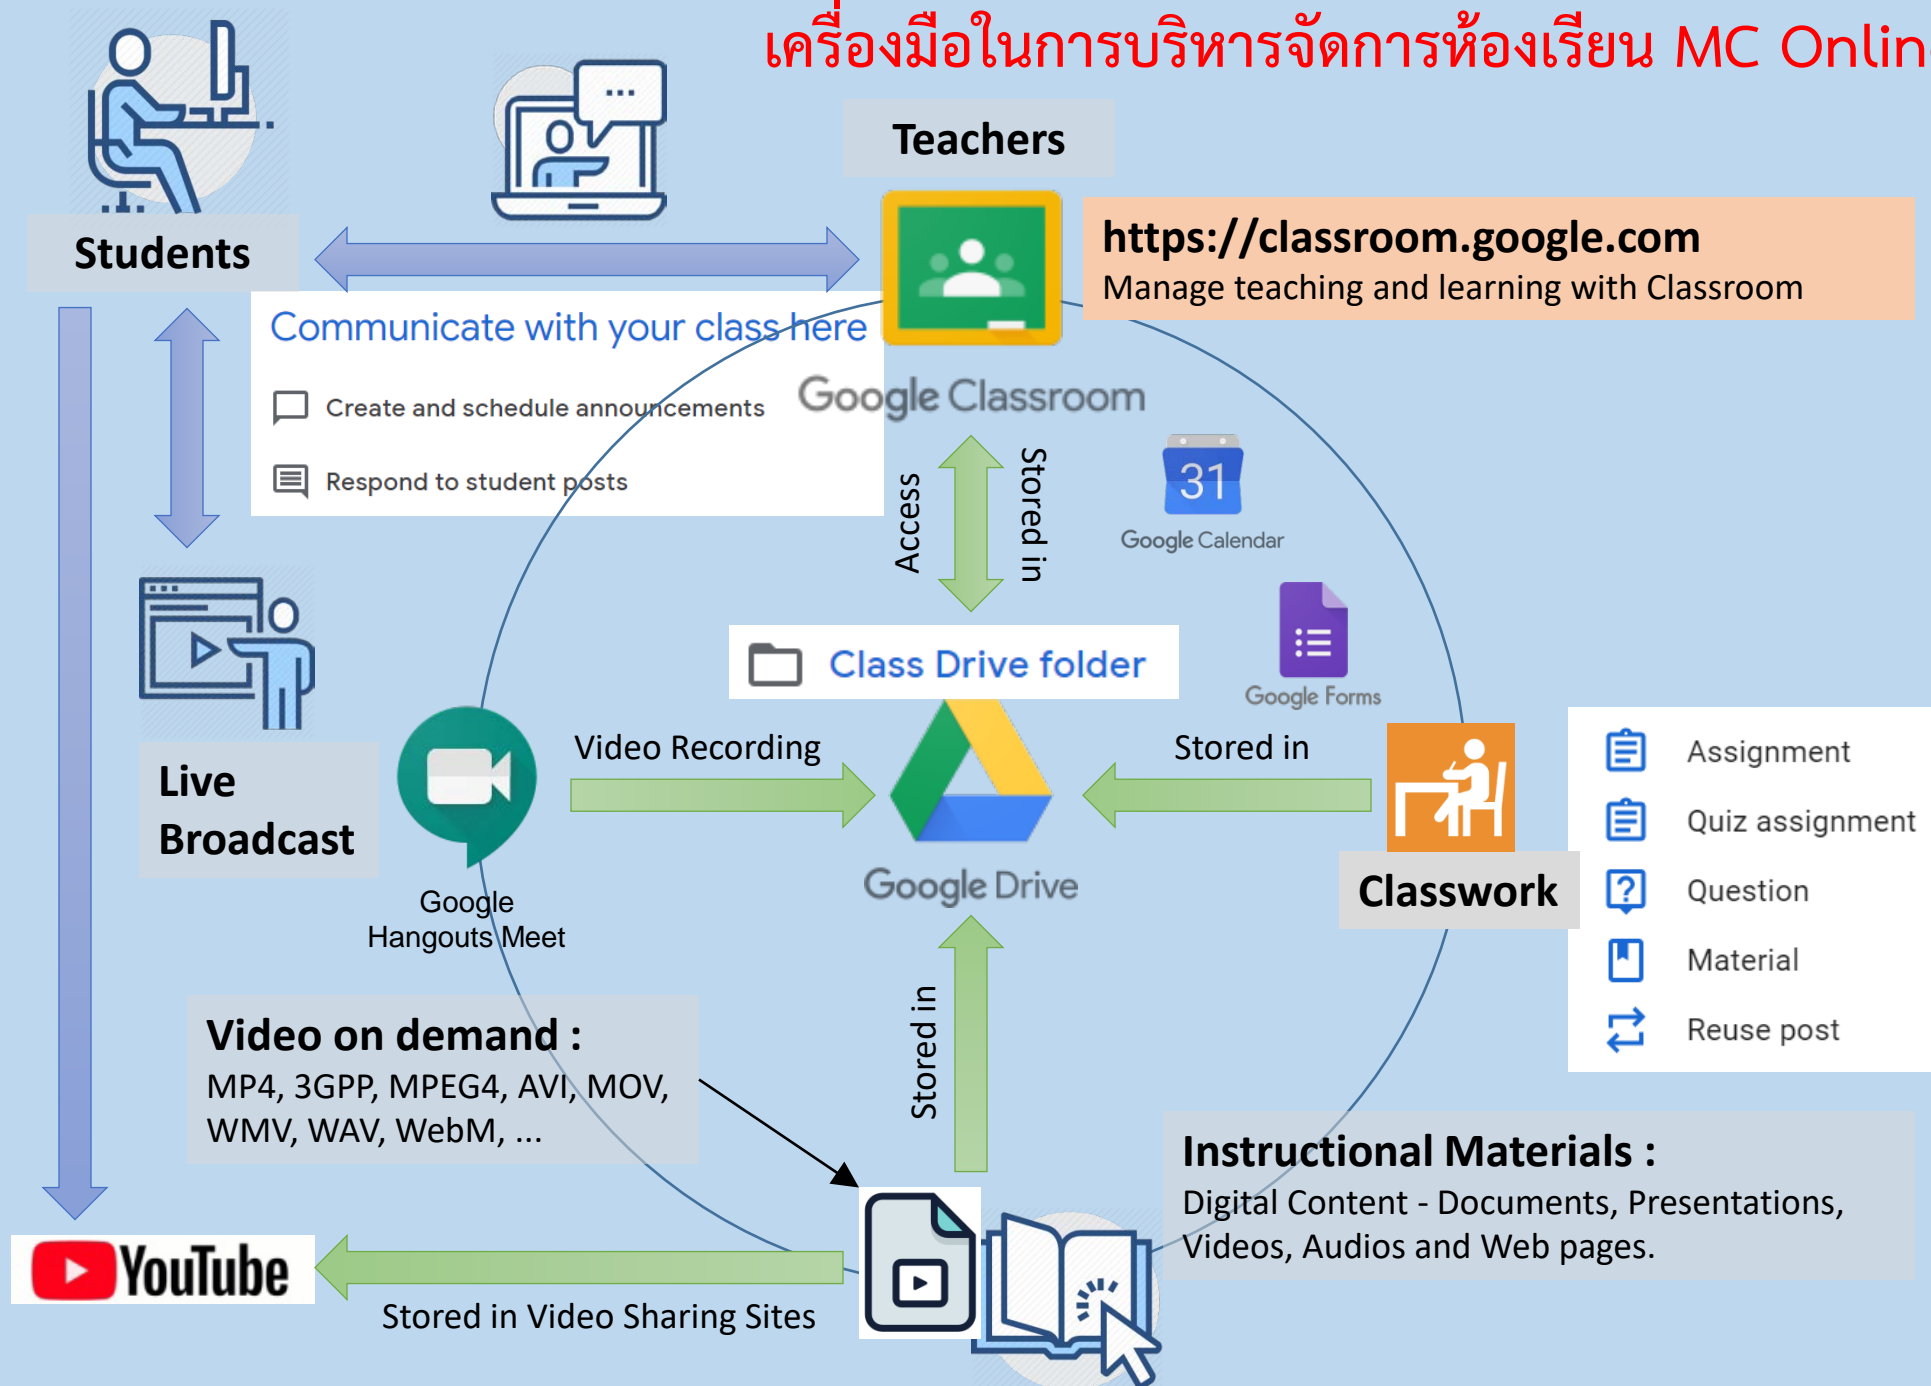 เครื่องมือในการบริหารจัดการห้องเรียน MC Onlin
Teachers
Students
https://classroom.google.com
Manage teaching and learning with Classroom
Communicate with your class here
Create and schedule announcements
Respond to student posts
Google Classroom
Access
Stored in
31
Google Calendar
Class Drive folder
Google Forms
Live
Broadcast
Video Recording
Stored in
Google Drive
Google
Hangouts Meet
Classwork
Assignment
Quiz assignment
Question
Material
Reuse post
Video on demand :
MP4, 3GPP, MPEG4, AVI, MOV,
WMV, WAV, WebM, ...
Stored in
Instructional Materials :
Digital Content - Documents, Presentations,
Videos, Audios and Web pages.
YouTube
Stored in Video Sharing Sites